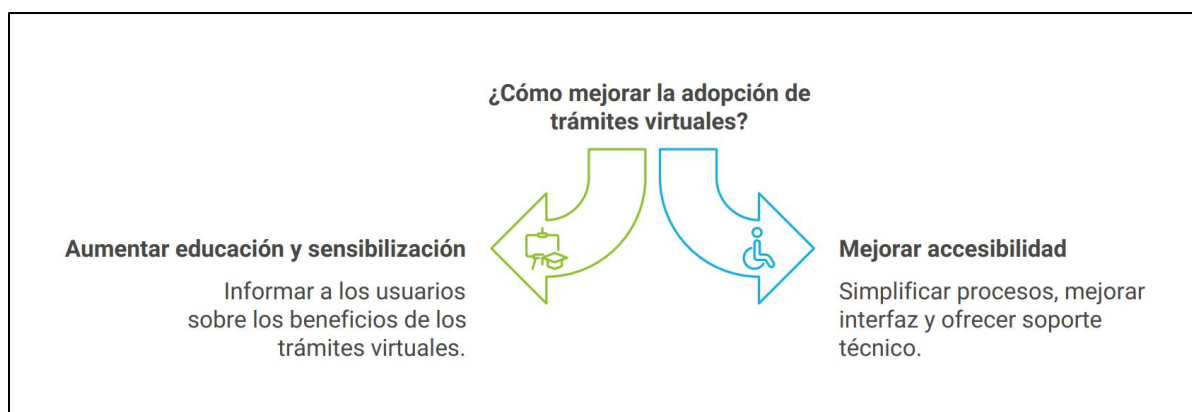 ¿Cómo mejorar la adopción de
trámites virtuales?
Aumentar educación y sensibilización
Informar a los usuarios
sobre los beneficios de los
trámites virtuales.
Mejorar accesibilidad
Simplificar procesos, mejorar
interfaz y ofrecer soporte
técnico.